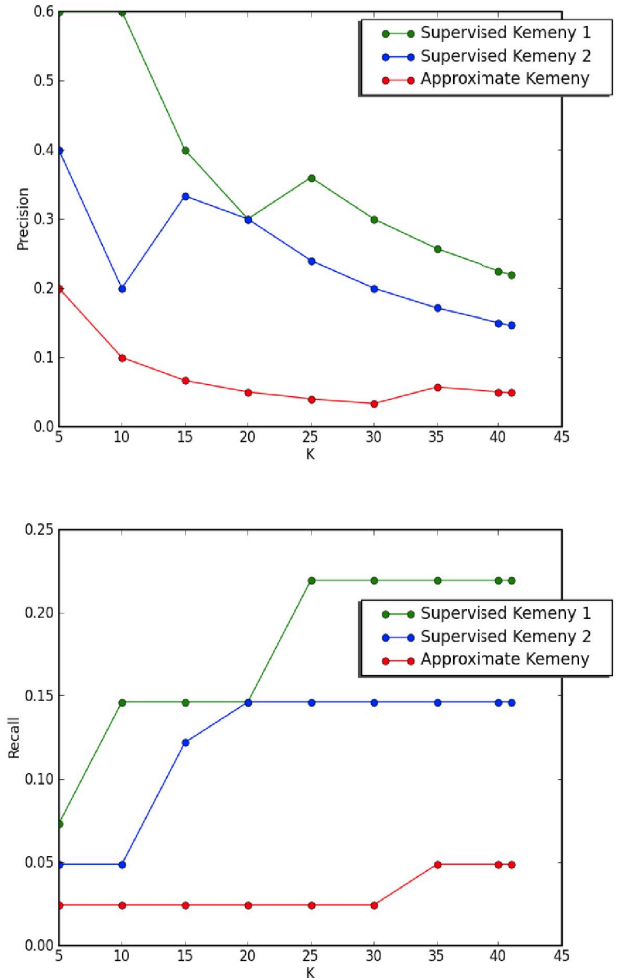 0.6
Supervised Kemeny 1
Supervised Kemeny 2
Approximate Kemeny
0.5
0.4
0.3
0.2
0.1
0.0
Precision
5 10 15 20 25 30 35 40 45
K
0.25
0.20
Supervised Kemeny 1
Supervised Kemeny 2
Approximate Kemeny
0.15
0.10
0.05
0.00
Recall
5 10 15 20 25 30 35 40 45
K